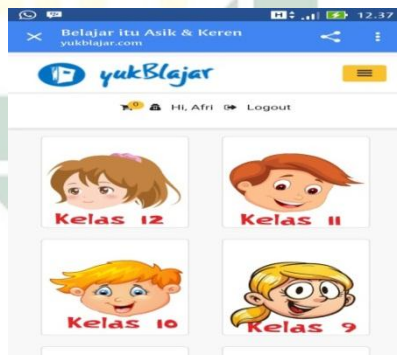 H 12.37
Belajar itu Asik & Keren
yukblajar.com
yukBlajar
0 Hi, Afri Logout
Kelas 12 Kelas 11
Kelas 10 Kelas 9